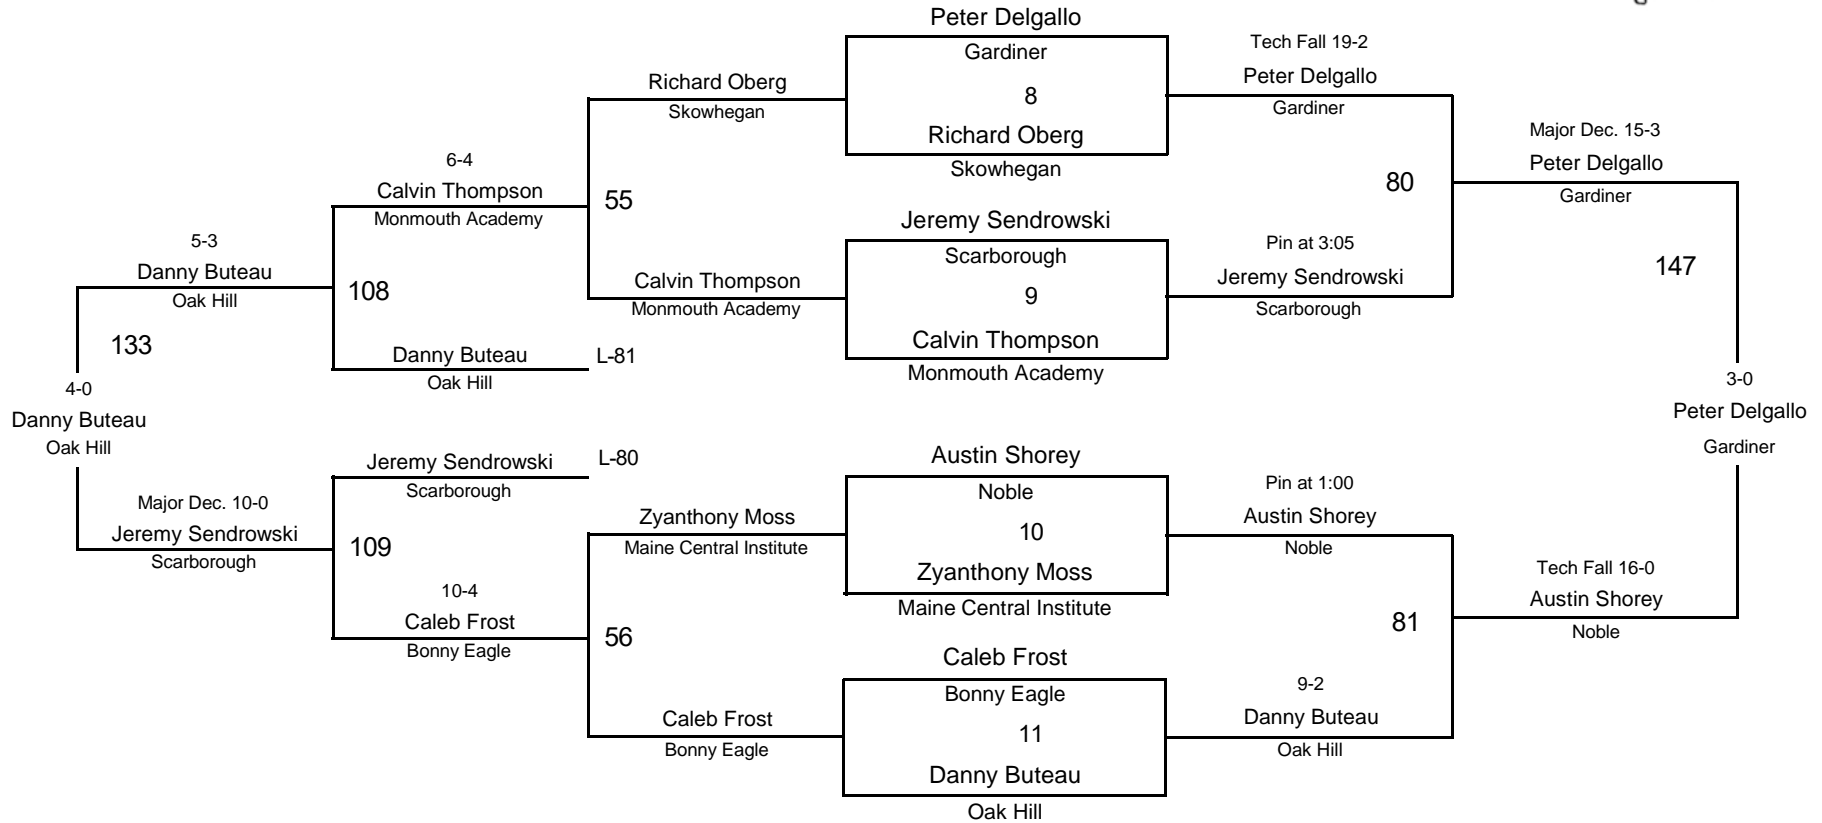 Peter Delgallo
Gardiner
8
Richard Oberg
Skowhegan
Tech Fall 19-2
Peter Delgallo
Gardiner
Richard Oberg
Skowhegan
Major Dec. 15-3
Peter Delgallo
Gardiner
6-4
Calvin Thompson
Monmouth Academy
55
80
Jeremy Sendrowski
Scarborough
9
Calvin Thompson
Monmouth Academy
Pin at 3:05
Jeremy Sendrowski
Scarborough
5-3
Danny Buteau
Oak Hill
108
Calvin Thompson
Monmouth Academy
147
133
Danny Buteau
Oak Hill
L-81
4-0
Danny Buteau
Oak Hill
3-0
Peter Delgallo
Gardiner
Jeremy Sendrowski
Scarborough
L-80
Austin Shorey
Noble
10
Zyanthony Moss
Maine Central Institute
Pin at 1:00
Austin Shorey
Noble
Major Dec. 10-0
Jeremy Sendrowski
Scarborough
109
Zyanthony Moss
Maine Central Institute
10-4
Caleb Frost
Bonny Eagle
56
81
Tech Fall 16-0
Austin Shorey
Noble
Caleb Frost
Bonny Eagle
11
Danny Buteau
Oak Hill
9-2
Danny Buteau
Oak Hill
Caleb Frost
Bonny Eagle